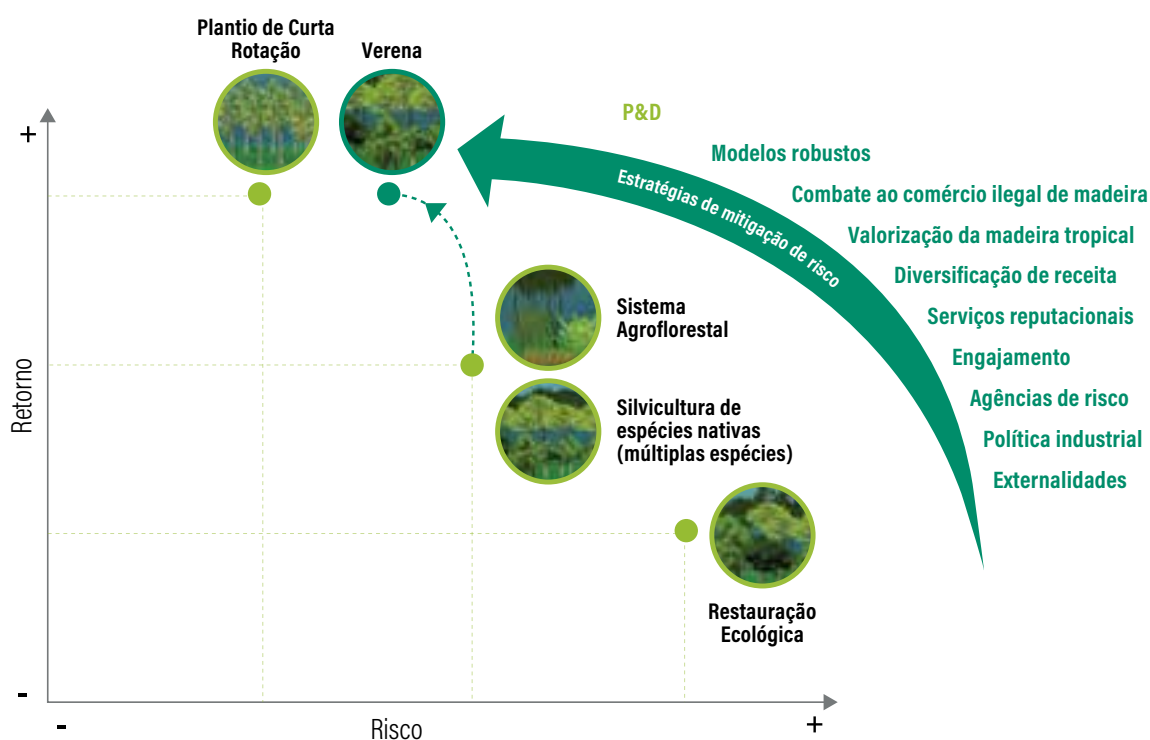 Plantio de Curta
Rotação
Verena
P&D
Modelos robustos
Combate ao comércio ilegal de madeira
Valorização da madeira tropical
Diversificação de receita
Serviços reputacionais
Engajamento
Agências de risco
Política industrial
Externalidades
Estratégias de mitigação de risco
Sistema
Agroflorestal
Silvicultura de
espécies nativas
(múltiplas espécies)
Restauração
Ecológica
+
Retorno
-
-
Risco
+